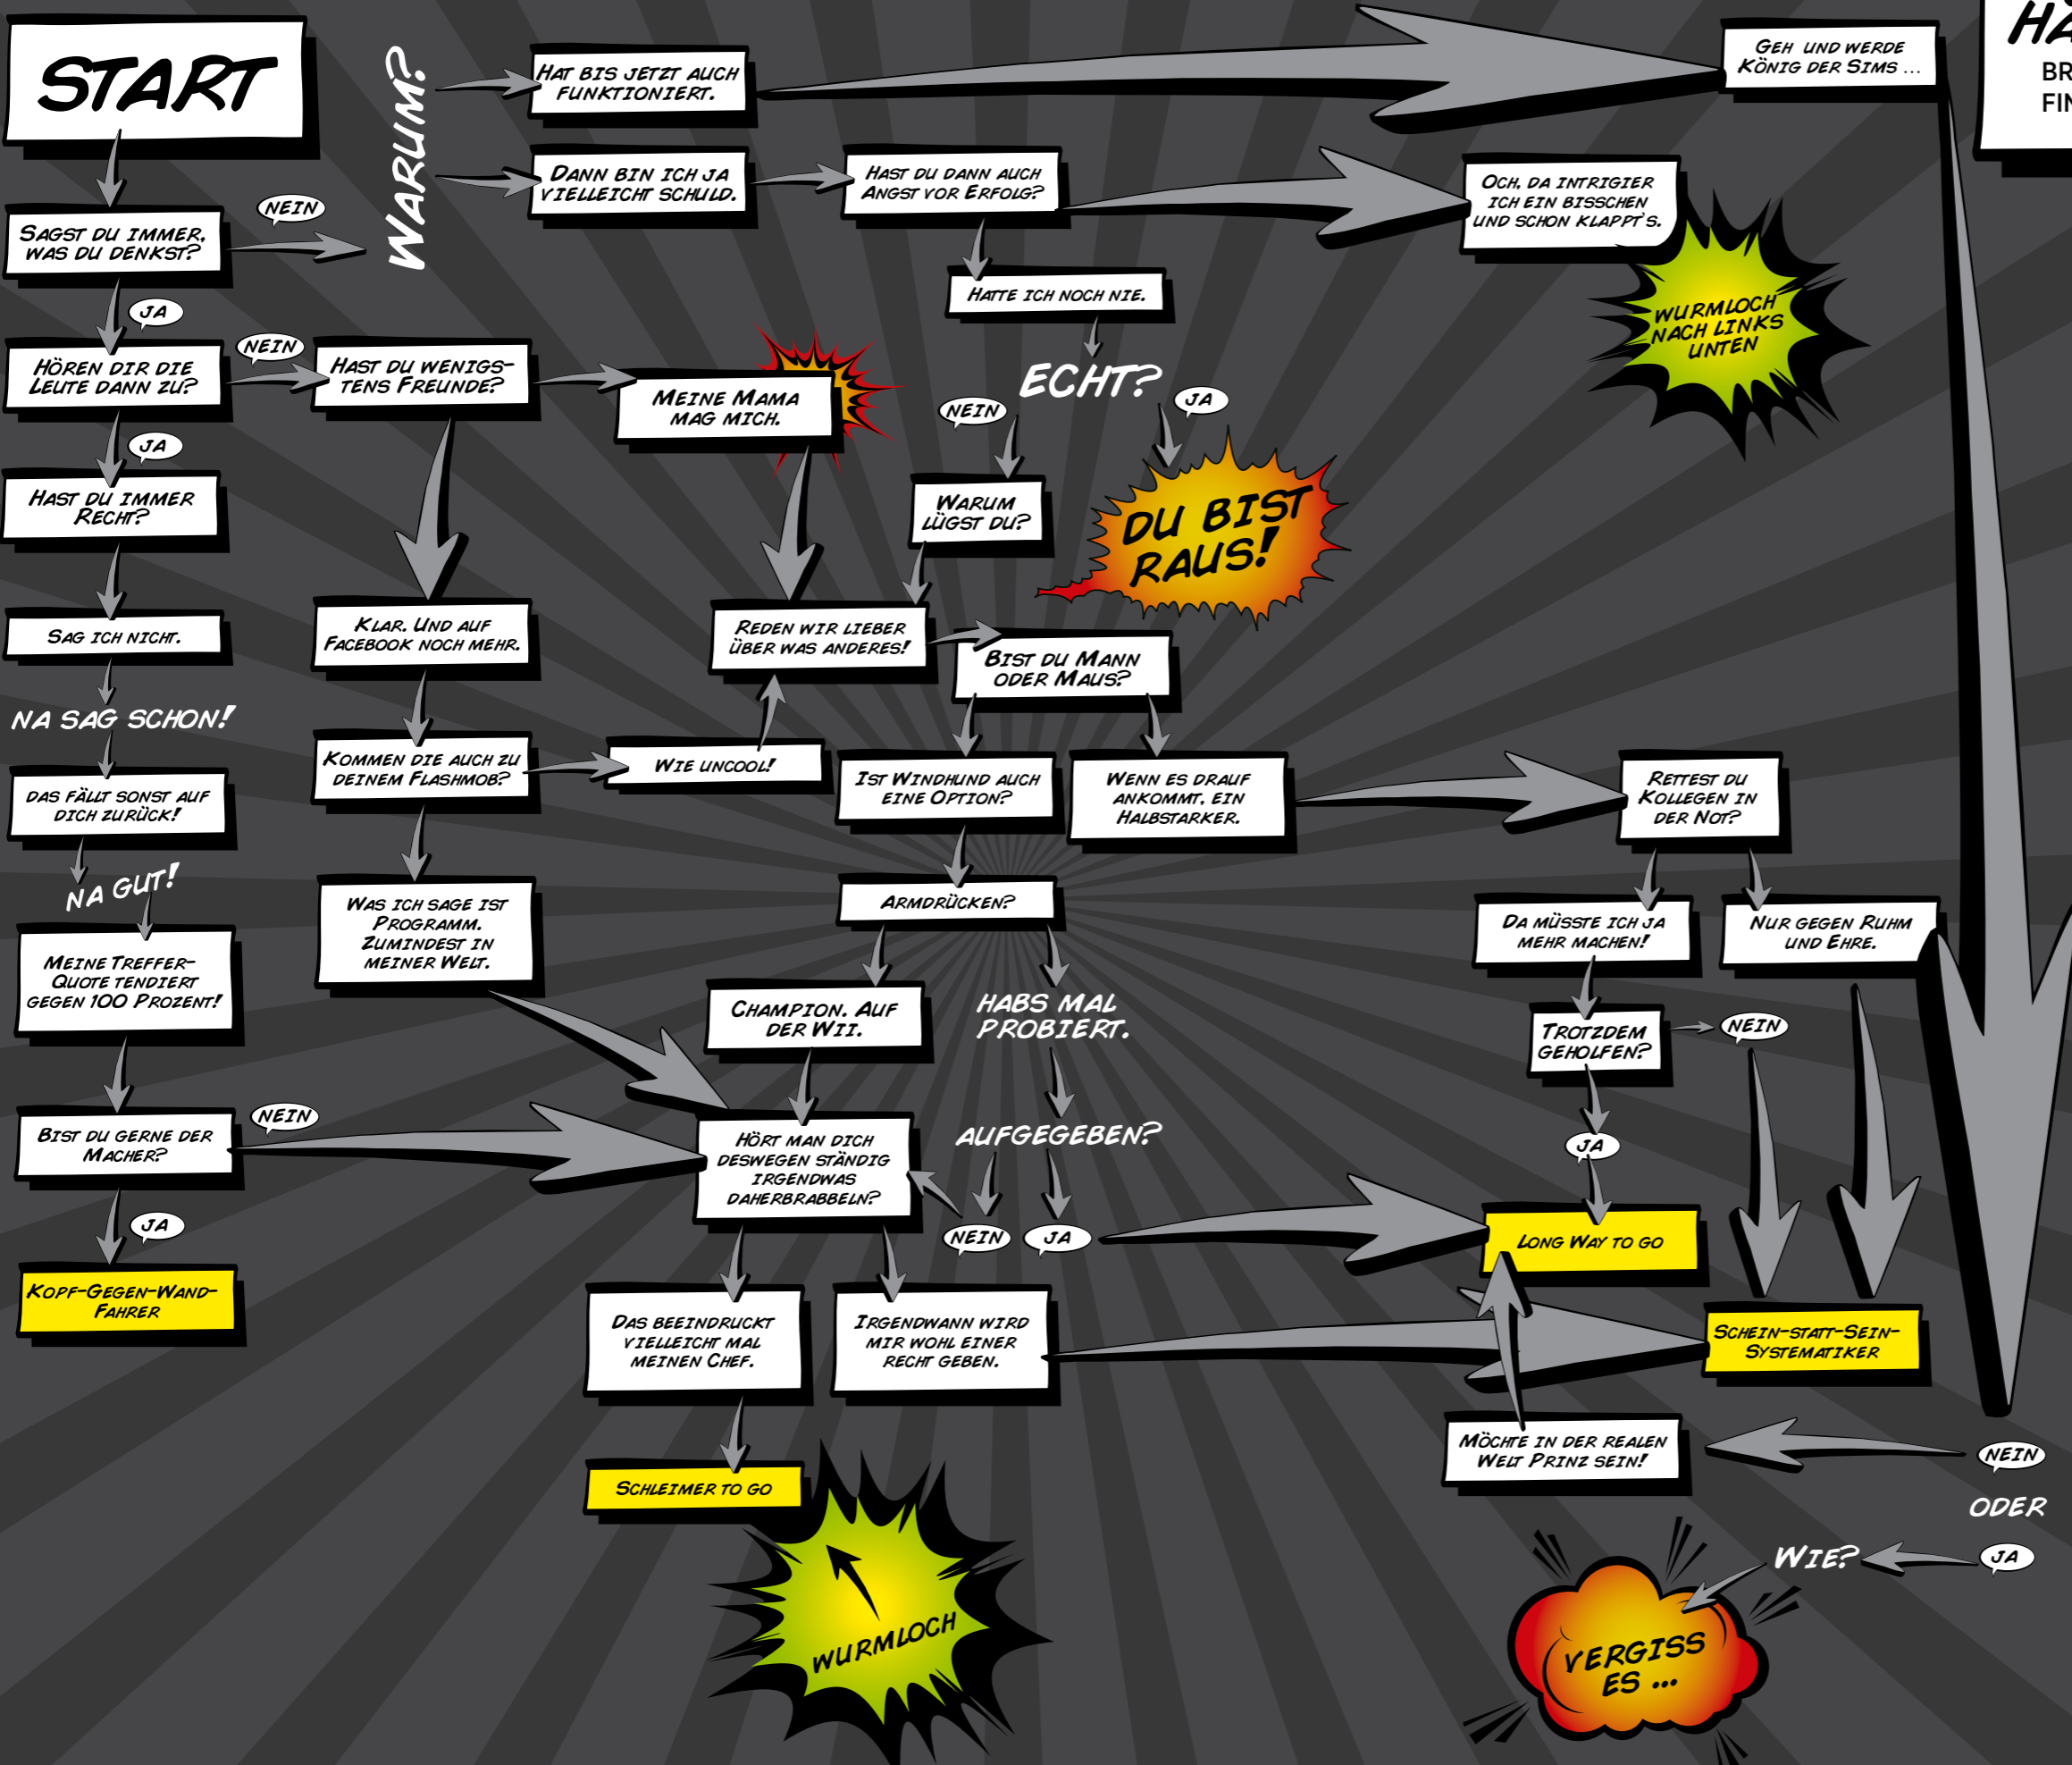 START
WARUM?
HAT BIS JETZT AUCH
FUNKTIONIERT.
GEH UND WERDE
KÖNIG DER SIMS ...
DANN BIN ICH JA
VIELLEICHT SCHULD.
HAST DU DANN AUCH
ANGST VOR ERFOLG?
OCH, DA INTRIGIER
ICH EIN BISSCHEN
UND SCHON KLAPPT'S.
WURMLOCH
NACH LINKS
UNTEN
SAGST DU IMMER,
WAS DU DENKST?
NEIN
JA
HATTE ICH NOCH NIE.
ECHT?
NEIN
JA
HÖREN DIR DIE
LEUTE DANN ZU?
NEIN
JA
HAST DU WENIGS-
TENS FREUNDE?
MEINE MAMA
MAG MICH.
WARUM
LÜGST DU?
DU BIST
RAUS!
HAST DU IMMER
RECHT?
SAG ICH NICHT.
KLAR. UND AUF
FACEBOOK NOCH MEHR.
REDEN WIR LIEBER
ÜBER WAS ANDERES!
BIST DU MANN
ODER MAUS?
NA SAG SCHON!
DAS FÄLLT SONST AUF
DICH ZURÜCK!
KOMMEN DIE AUCH ZU
DEINEM FLASHMOB?
WIE UNCOOL!
IST WINDHUND AUCH
EINE OPTION?
WENN ES DRAUF
ANKOMMT, EIN
HALBSTARKER.
RETTEST DU
KOLLEGEN IN
DER NOT?
NA GUT!
MEINE TREFFER-
QUOTE TENDIERT
GEGEN 100 PROZENT!
WAS ICH SAGE IST
PROGRAMM.
ZUMINDEST IN
MEINER WELT.
ARMDRÜCKEN?
DA MÜSSTE ICH JA
MEHR MACHEN!
NUR GEGEN RUHM
UND EHRE.
CHAMPION. AUF
DER WII.
HABS MAL
PROBIERT.
TROTZDEM
GEHOLFEN?
NEIN
JA
BIST DU GERNE DER
MACHER?
NEIN
JA
HÖRT MAN DICH
DESWEGEN STÄNDIG
IRGENDWAS
DAHERBRABBELN?
AUFGEGEBEN?
NEIN
JA
LONG WAY TO GO
KOPF-GEGEN-WAND-
FAHRER
DAS BEEINDRUCKT
VIELLEICHT MAL
MEINEN CHEF.
IRGENDWANN WIRD
MIR WOHL EINER
RECHT GEBEN.
SCHEIN-STATT-SEIN-
SYSTEMATIKER
SCHLEIMER TO GO
WURMLOCH
MÖCHTE IN DER REALEN
WELT PRINZ SEIN!
NEIN
ODER
JA
WIE?
VERGISS
ES ...